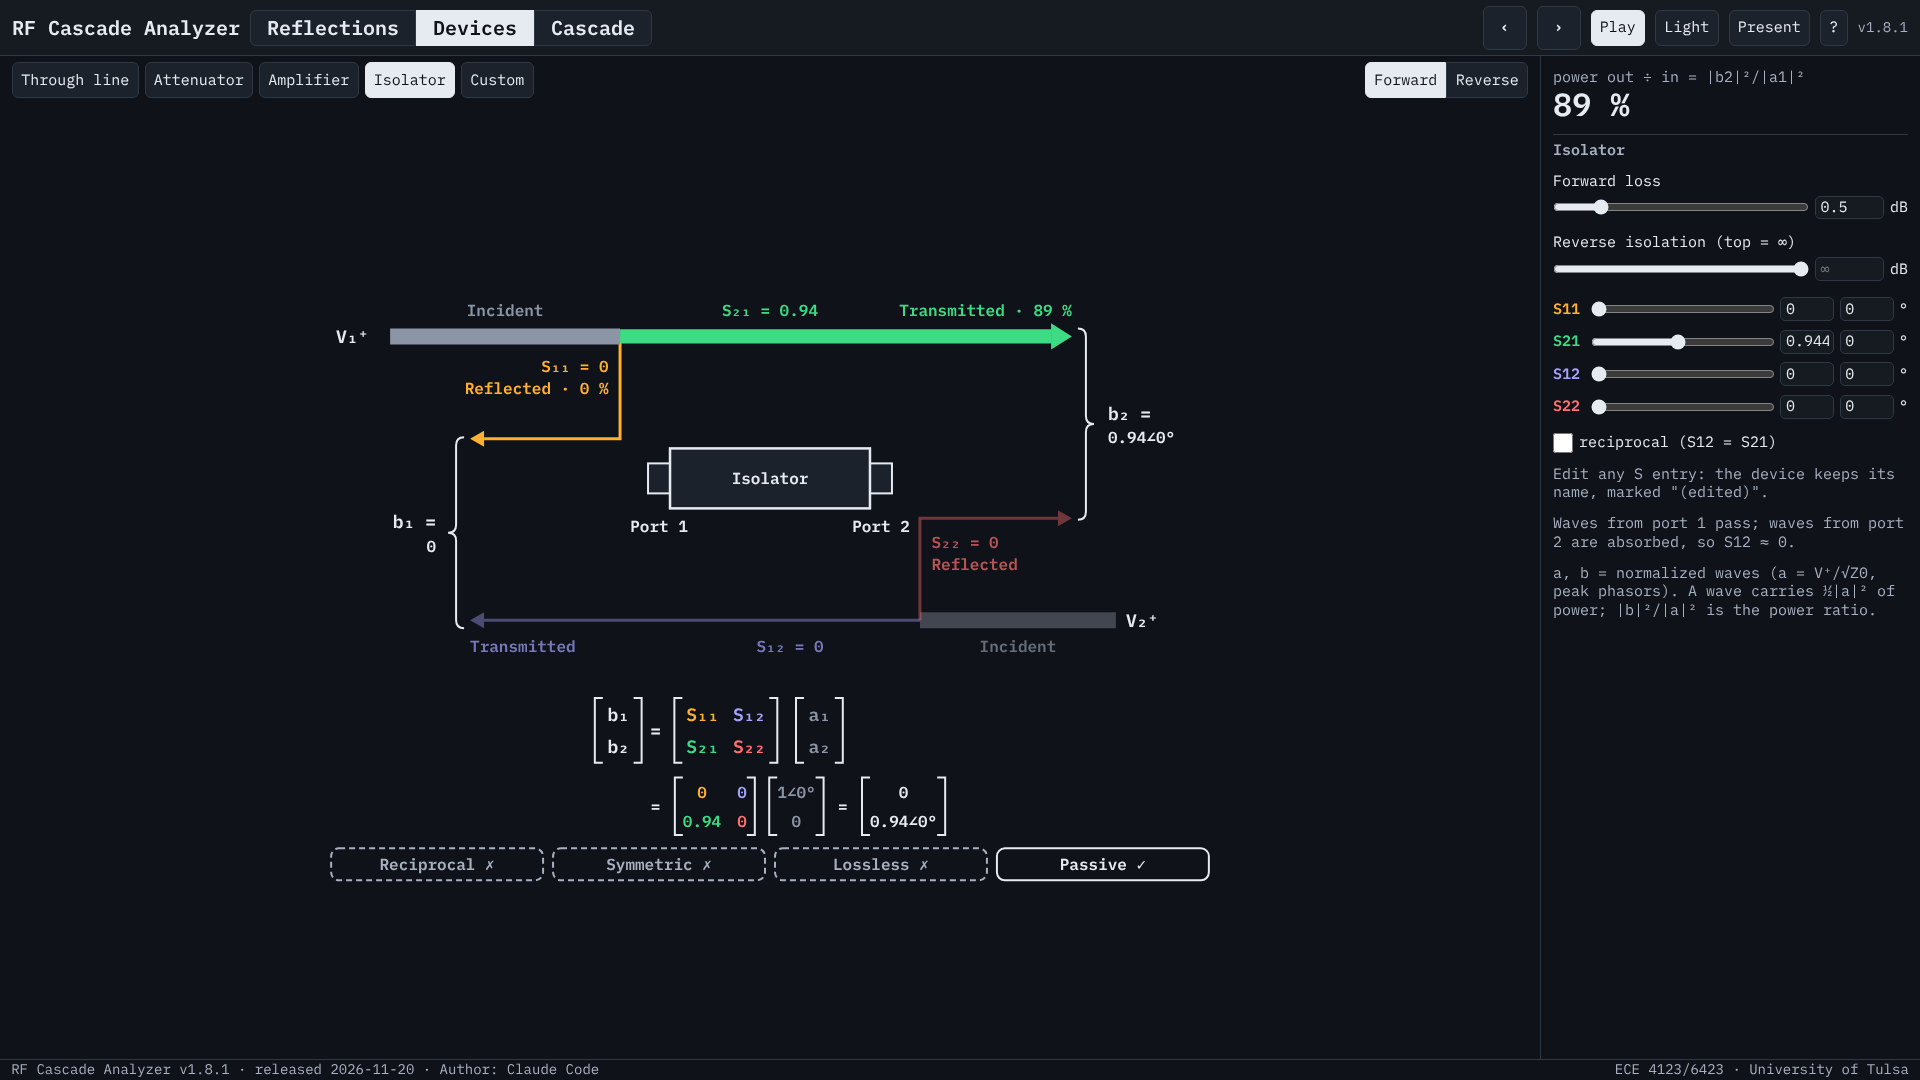 RF Cascade Analyzer Reflections Devices Cascade ‹ › Play Light Present ? v1.8.1
Through line Attenuator Amplifier Isolator Custom Forward Reverse
power out ÷ in = |b2|²/|a1|²
89 %
Isolator
Forward loss
0.5 dB
Reverse isolation (top = ∞)
∞ dB
S11 0 0 °
S21 0.944 0 °
S12 0 0 °
S22 0 0 °
reciprocal (S12 = S21)
Edit any S entry: the device keeps its
name, marked "(edited)".
Waves from port 1 pass; waves from port
2 are absorbed, so S12 ≈ 0.
a, b = normalized waves (a = V⁺/√Z0,
peak phasors). A wave carries ½|a|² of
power; |b|²/|a|² is the power ratio.
Incident S₂₁ = 0.94 Transmitted · 89 %
V₁⁺
S₁₁ = 0
Reflected · 0 %
b₂ =
0.94∠0°
Isolator
b₁ =
0
Port 1 Port 2
S₂₂ = 0
Reflected
V₂⁺
Transmitted S₁₂ = 0 Incident
b₁ S₁₁ S₁₂ a₁
=
b₂ S₂₁ S₂₂ a₂
0 0 1∠0° 0
= =
0.94 0 0 0.94∠0°
Reciprocal ✗ Symmetric ✗ Lossless ✗ Passive ✓
RF Cascade Analyzer v1.8.1 · released 2026-11-20 · Author: Claude Code ECE 4123/6423 · University of Tulsa